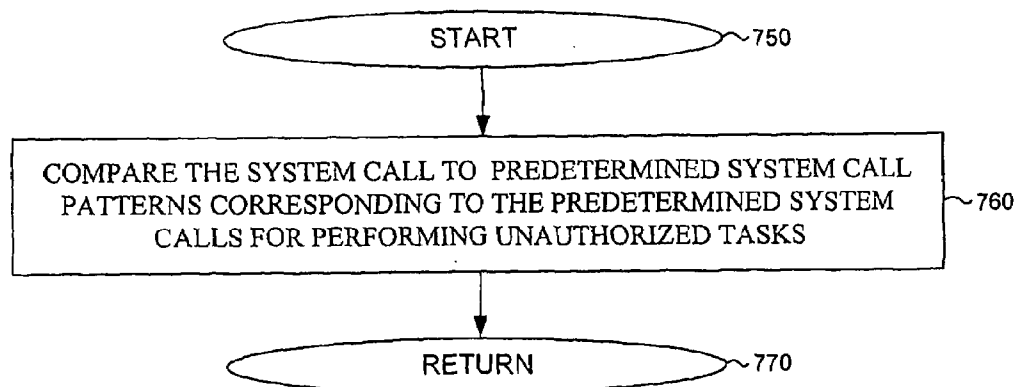 START
750
COMPARE THE SYSTEM CALL TO PREDETERMINED SYSTEM CALL
PATTERNS CORRESPONDING TO THE PREDETERMINED SYSTEM
CALLS FOR PERFORMING UNAUTHORIZED TASKS
760
RETURN
770